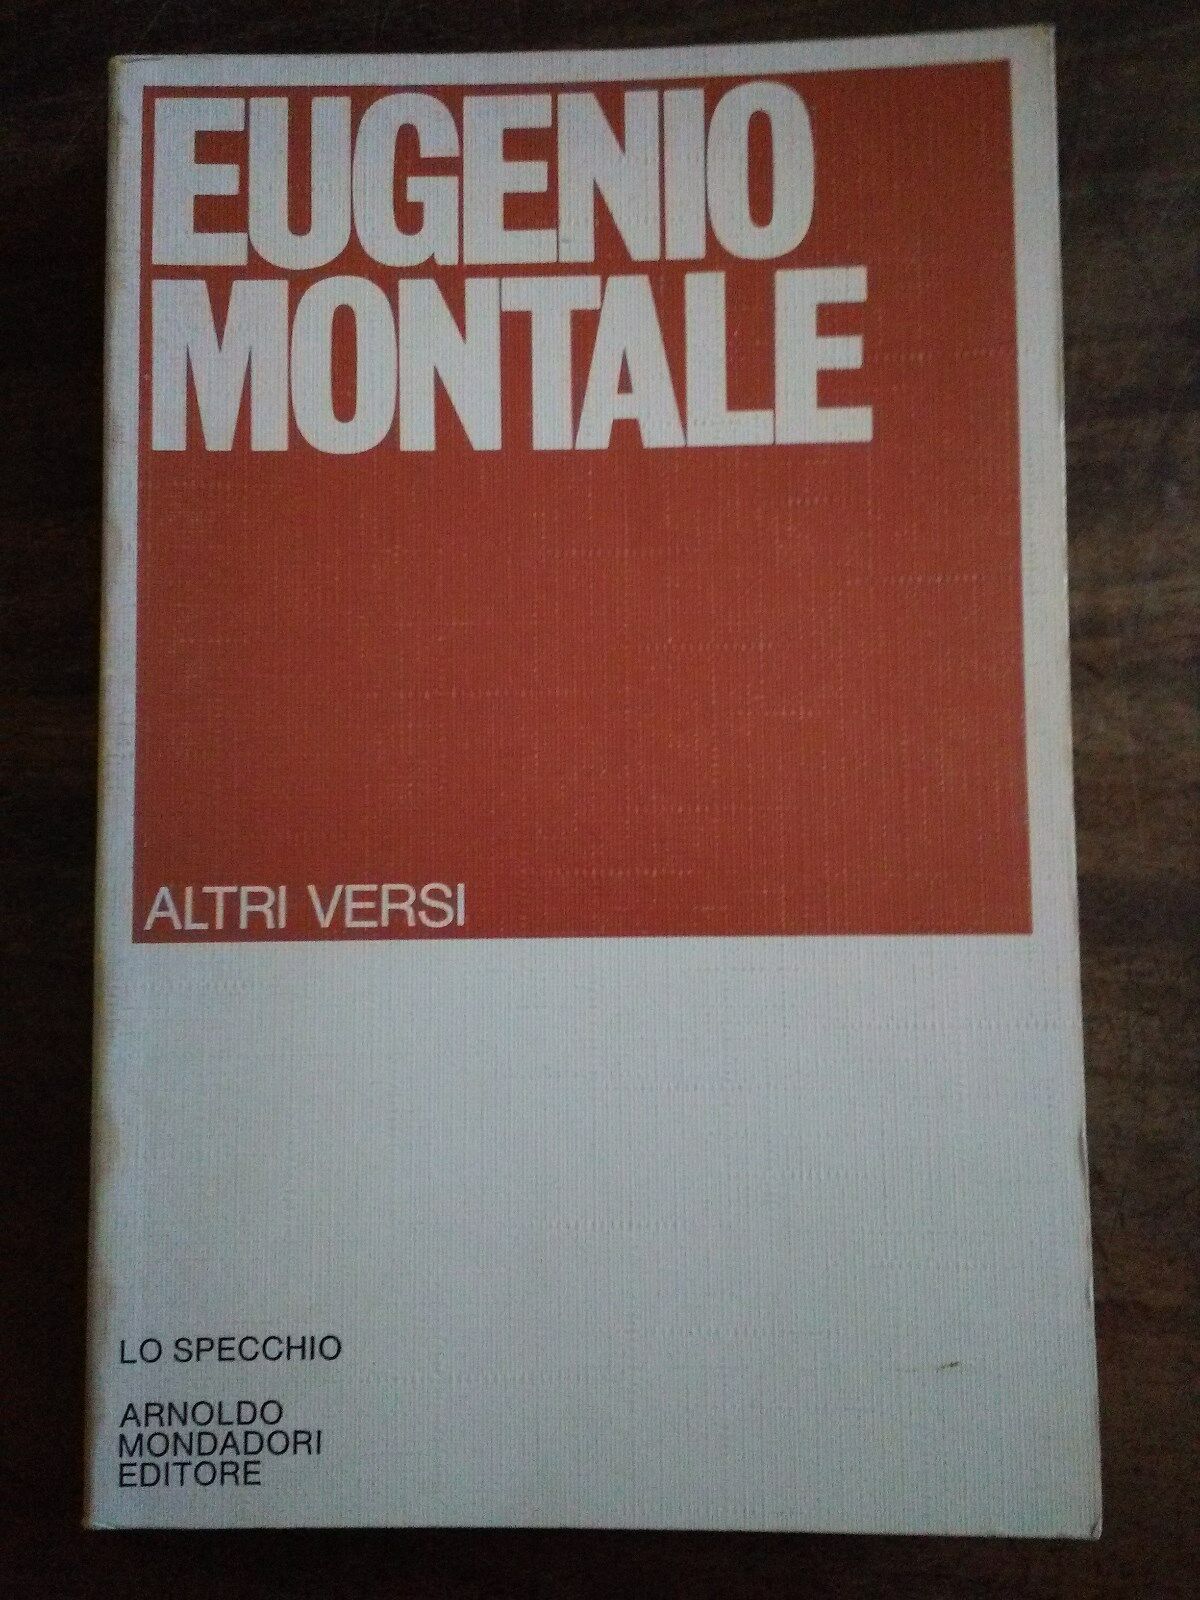 EUGENIO
MONTALE
ALTRI VERSI
LO SPECCHIO
ARNOLDO
MONDADORI
EDITORE